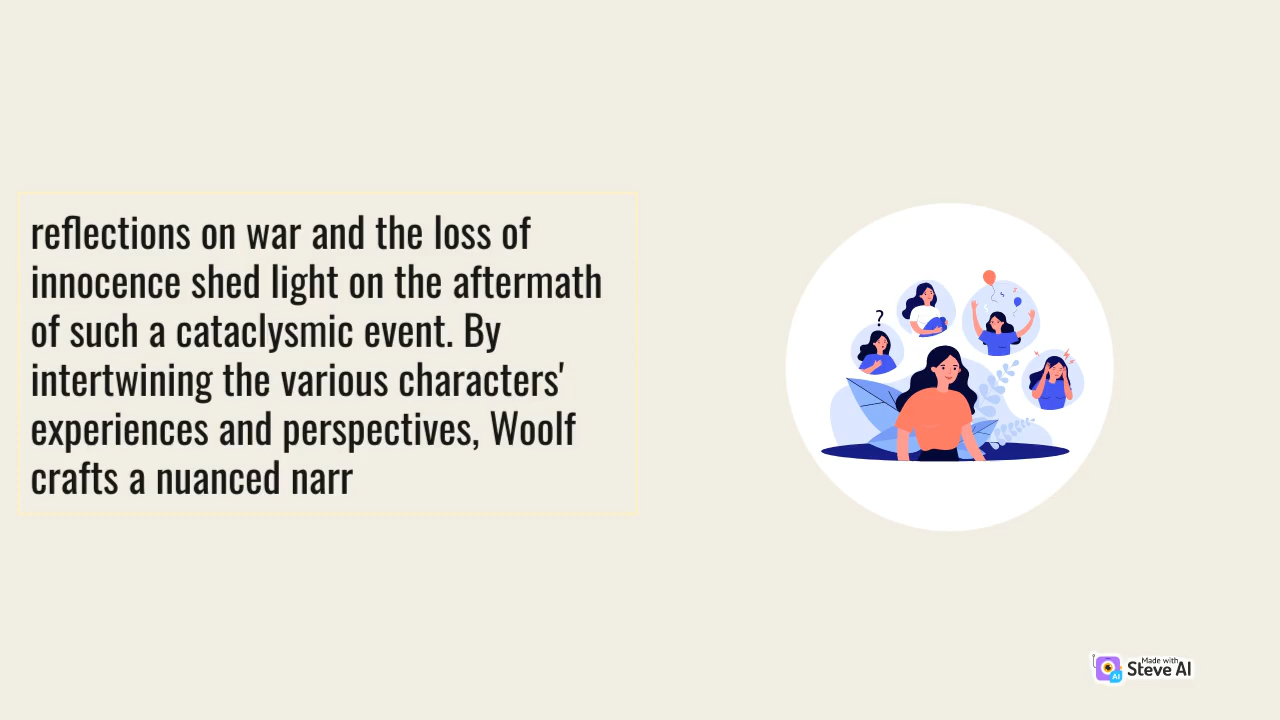 reflections on war and the loss of
innocence shed light on the aftermath
of such a cataclysmic event. By
intertwining the various characters'
experiences and perspectives, Woolf
crafts a nuanced narr
?
Made with
Steve AI
AI